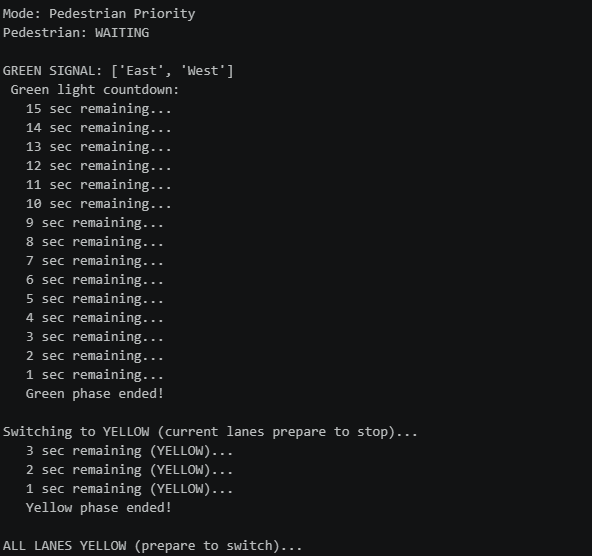 Mode: Pedestrian Priority
Pedestrian: WAITING
GREEN SIGNAL: ['East', 'West']
Green light countdown:
15 sec remaining...
14 sec remaining...
13 sec remaining...
12 sec remaining...
11 sec remaining...
10 sec remaining...
9 sec remaining...
8 sec remaining...
7 sec remaining...
6 sec remaining...
5 sec remaining...
4 sec remaining...
3 sec remaining...
2 sec remaining...
1 sec remaining...
Green phase ended!
Switching to YELLOW (current lanes prepare to stop)...
3 sec remaining (YELLOW)...
2 sec remaining (YELLOW)...
1 sec remaining (YELLOW)...
Yellow phase ended!
ALL LANES YELLOW (prepare to switch)...